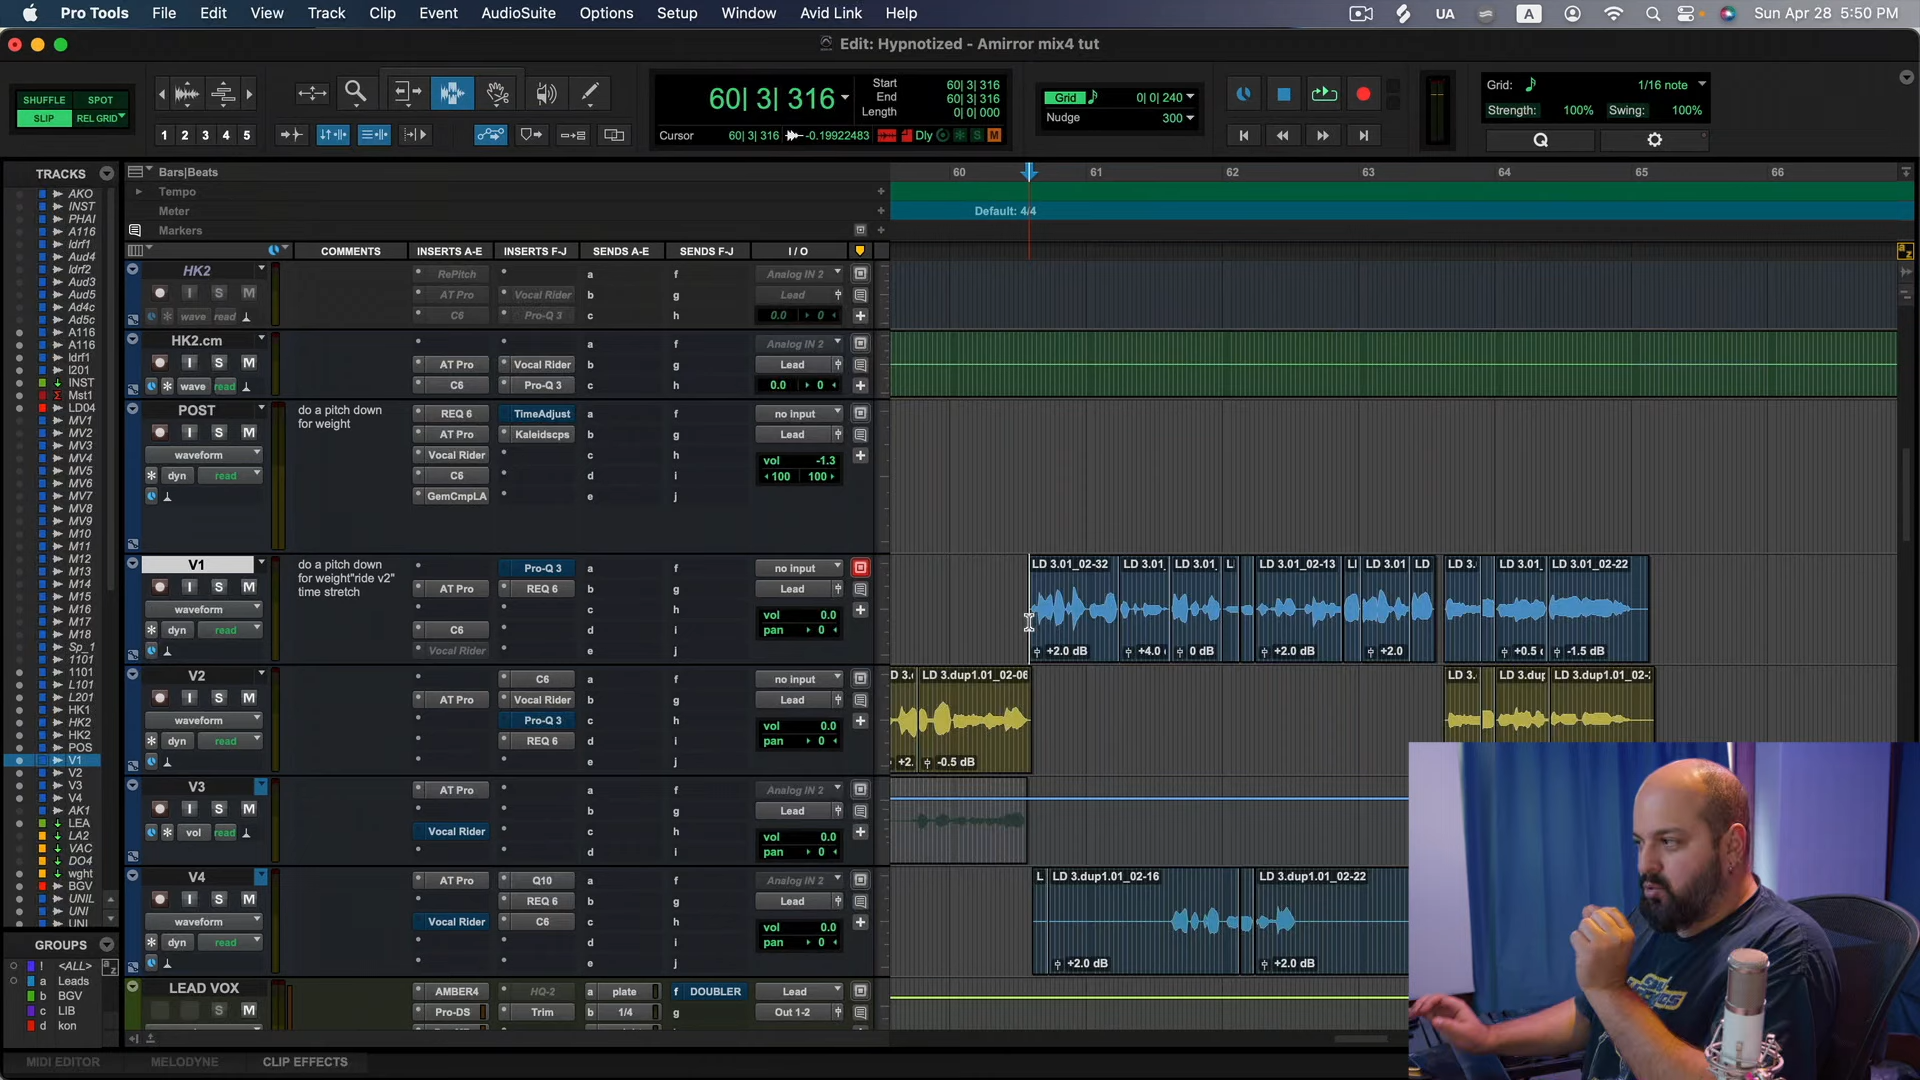 Pro Tools File Edit View Track Clip Event AudioSuite Options Setup Window Avid Link Help UA A Sun Apr 28 5:50 PM
Edit: Hypnotized - Amirror mix4 tut
SHUFFLE SPOT
SLIP REL GRID
1 2 3 4 5
60| 3| 316
Start 60| 3| 316
End 60| 3| 316
Length 0| 0| 000
Cursor 60| 3| 316 -0.19922483 Dly S M
Grid 0| 0| 240
Nudge 300
Grid: 1/16 note
Strength: 100% Swing: 100%
Q
TRACKS
AKO
INST
PHAI
A116
ldrf1
Aud4
ldrf2
Aud3
Aud5
Ad4c
Ad5c
A116
A116
ldrf1
I201
INST
Mst1
LD04
MV1
MV2
MV3
MV4
MV5
MV6
MV7
MV8
MV9
M10
M11
M12
M13
M14
M15
M16
M17
M18
Sp_1
1101
1101
L101
L201
HK1
HK2
HK2
POS
V1
V2
V3
V4
AK1
LEA
LA2
VAC
DO4
wght
BGV
UNIL
UNI
UNI
GROUPS
! <ALL>
a Leads
b BGV
c LIB
d kon
Bars|Beats 60 61 62 63 64 65 66
Tempo
Meter Default: 4/4
Markers
COMMENTS INSERTS A-E INSERTS F-J SENDS A-E SENDS F-J I / O
HK2 RePitch a f Analog IN 2
I S M AT Pro Vocal Rider b g Lead
wave read C6 Pro-Q 3 c h 0.0 0
HK2.cm a f Analog IN 2
I S M AT Pro Vocal Rider b g Lead
wave read C6 Pro-Q 3 c h 0.0 0
POST do a pitch down REQ 6 TimeAdjust a f no input
for weight
I S M AT Pro Kaleidscps b g Lead
waveform Vocal Rider c h vol -1.3
dyn read C6 d i 100 100
GemCmpLA e j
V1 do a pitch down Pro-Q 3 a f no input
for weight"ride v2"
time stretch
I S M AT Pro REQ 6 b g Lead
waveform c h vol 0.0
dyn read C6 d i pan 0
Vocal Rider e j
LD 3.01_02-32 LD 3.01_ LD 3.01_ L LD 3.01_02-13 L LD 3.01 LD LD 3. LD 3.01_ LD 3.01_02-22
+2.0 dB +4.0 0 dB +2.0 dB +2.0 +0.5 -1.5 dB
V2 C6 a f no input
I S M AT Pro Vocal Rider b g Lead
waveform Pro-Q 3 c h vol 0.0
dyn read REQ 6 d i pan 0
e j
D 3. LD 3.dup1.01_02-06 LD 3. LD 3.dup LD 3.dup1.01_02-
+2. -0.5 dB
V3 AT Pro a f Analog IN 2
I S M b g Lead
vol read Vocal Rider c h vol 0.0
d i pan 0
V4 AT Pro Q10 a f Analog IN 2
I S M REQ 6 b g Lead
waveform Vocal Rider C6 c h vol 0.0
dyn read d i pan 0
e j
L LD 3.dup1.01_02-16 LD 3.dup1.01_02-22
+2.0 dB +2.0 dB
LEAD VOX AMBER4 HQ-2 a plate f DOUBLER Lead
S M Pro-DS Trim b 1/4 g Out 1-2
MIDI EDITOR MELODYNE CLIP EFFECTS